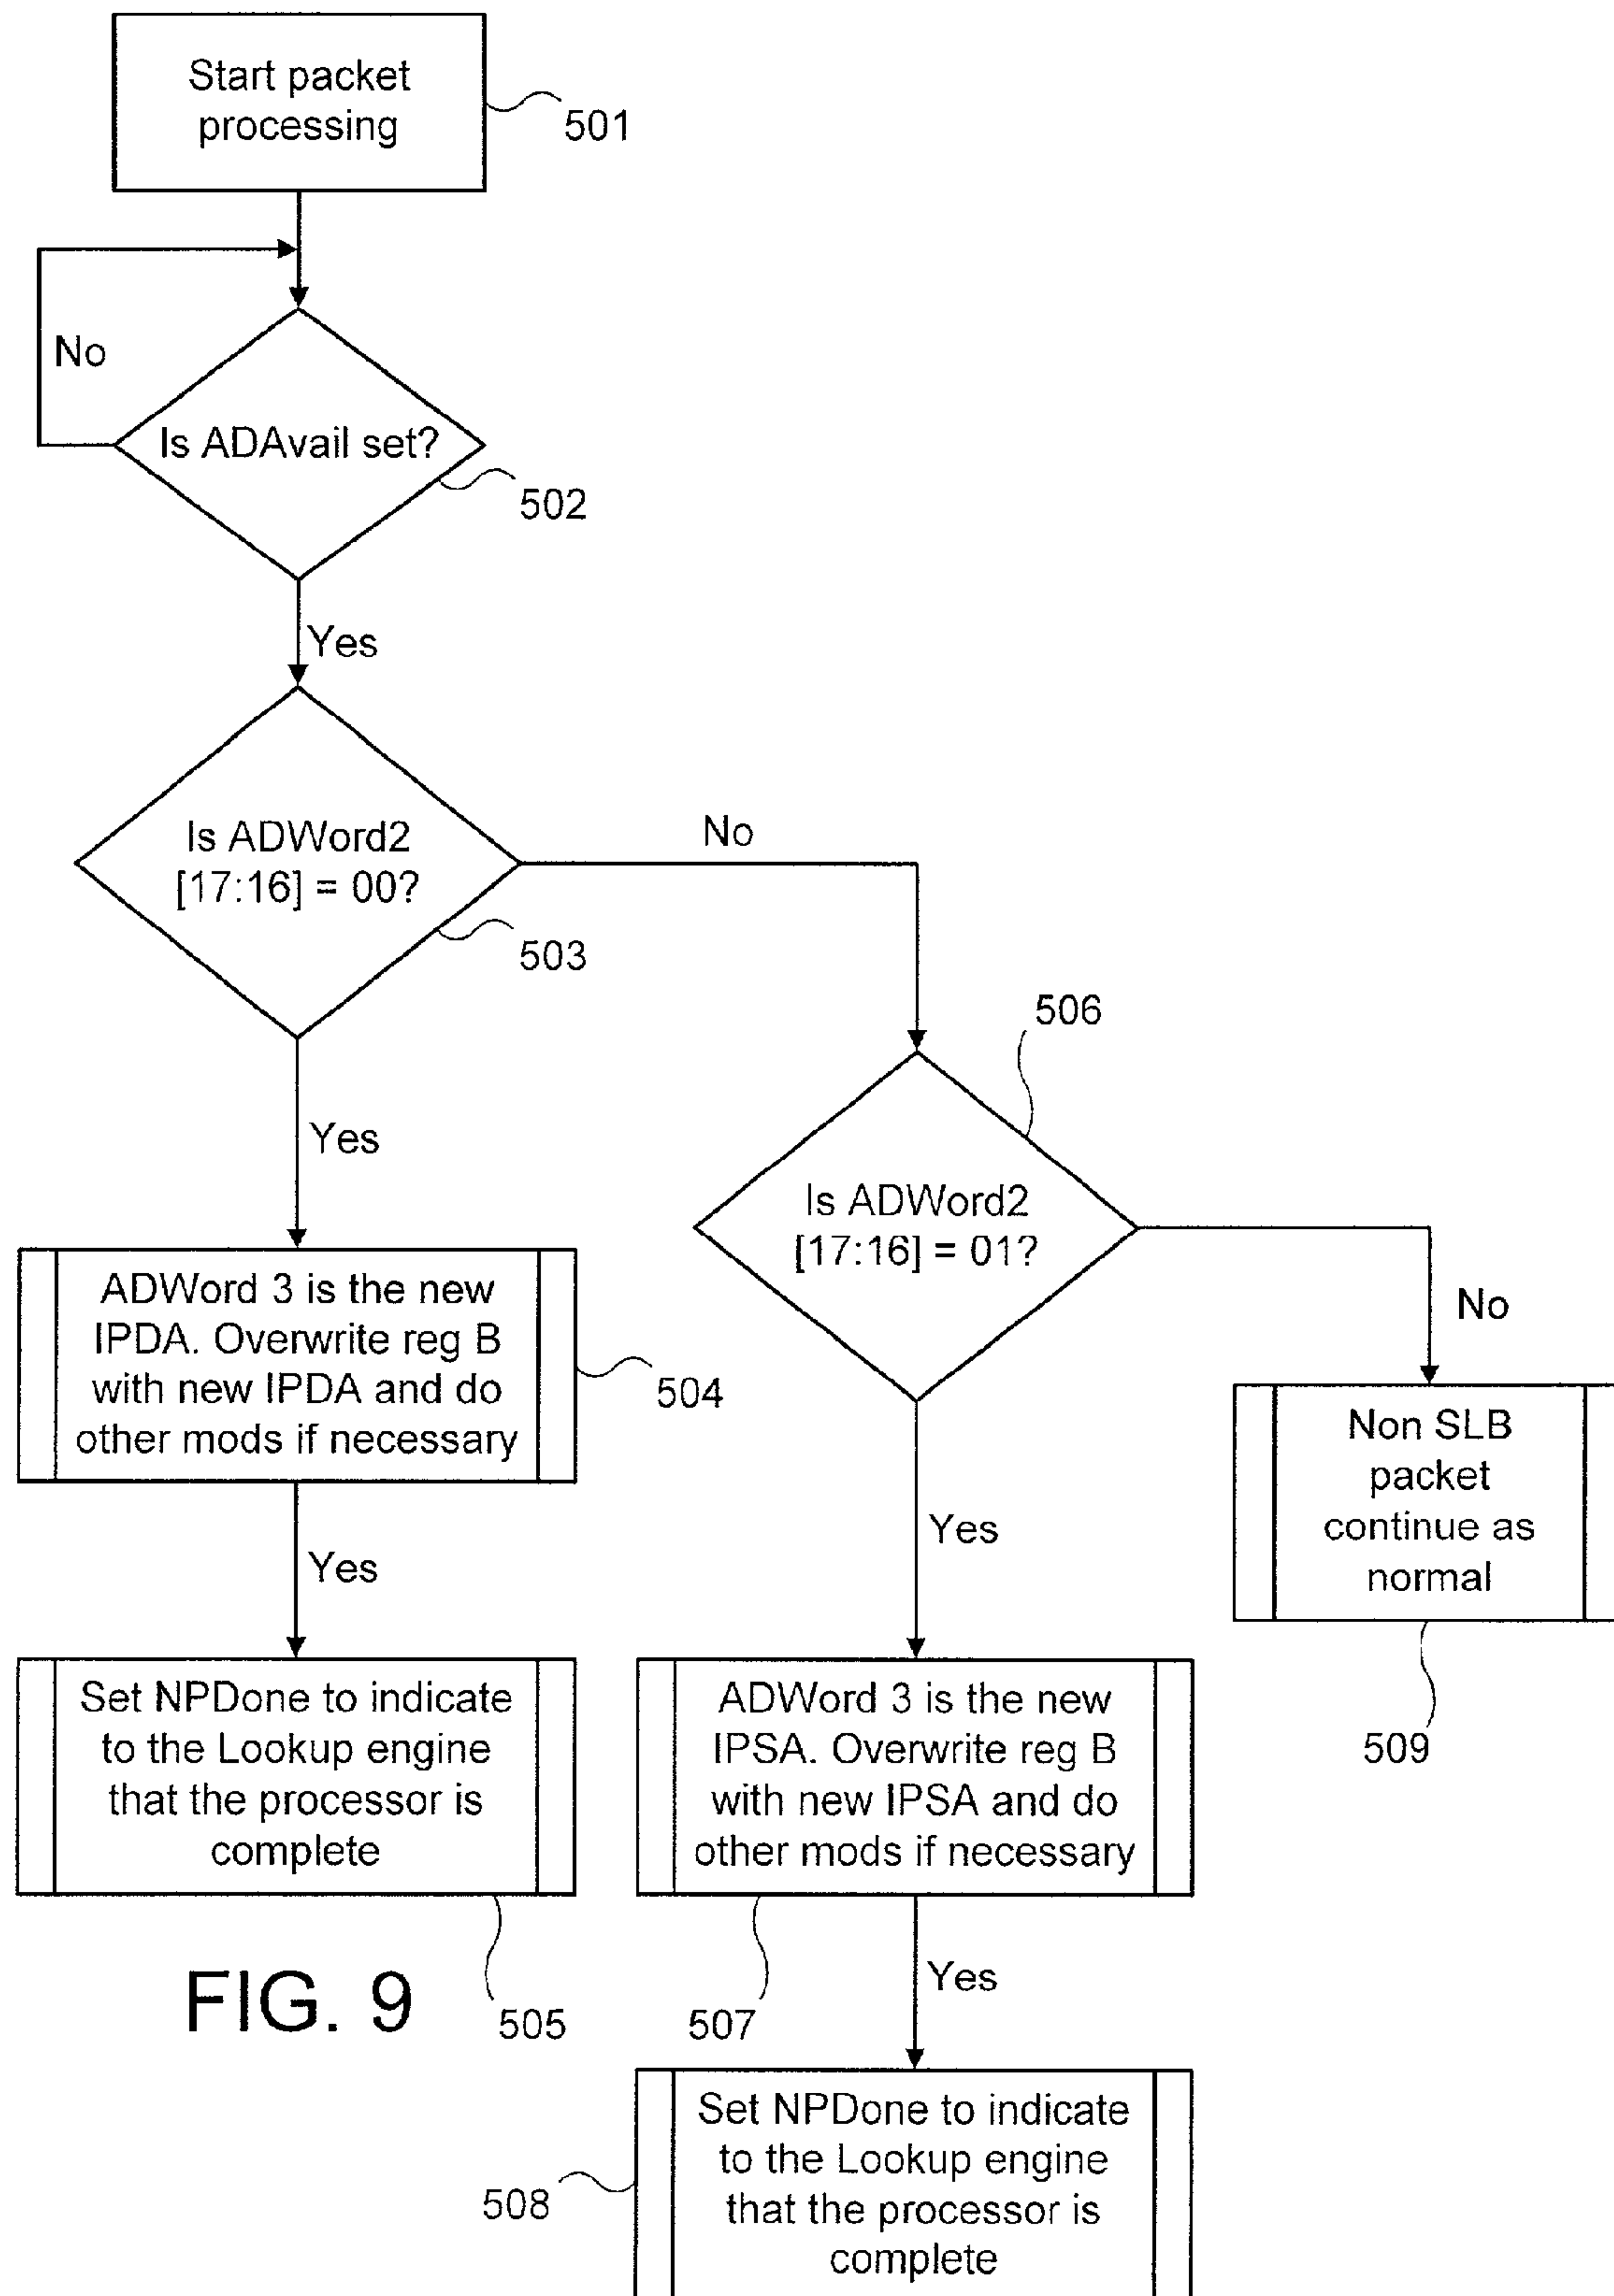 Start packet
processing
501
No
Is ADAvail set?
502
Yes
Is ADWord2
[17:16] = 00?
503
No
506
Yes
Is ADWord2
[17:16] = 01?
No
ADWord 3 is the new
IPDA. Overwrite reg B
with new IPDA and do
other mods if necessary
504
Non SLB
packet
continue as
normal
509
Yes
Yes
Set NPDone to indicate
to the Lookup engine
that the processor is
complete
505
ADWord 3 is the new
IPSA. Overwrite reg B
with new IPSA and do
other mods if necessary
507
Yes
FIG. 9
Set NPDone to indicate
to the Lookup engine
that the processor is
complete
508